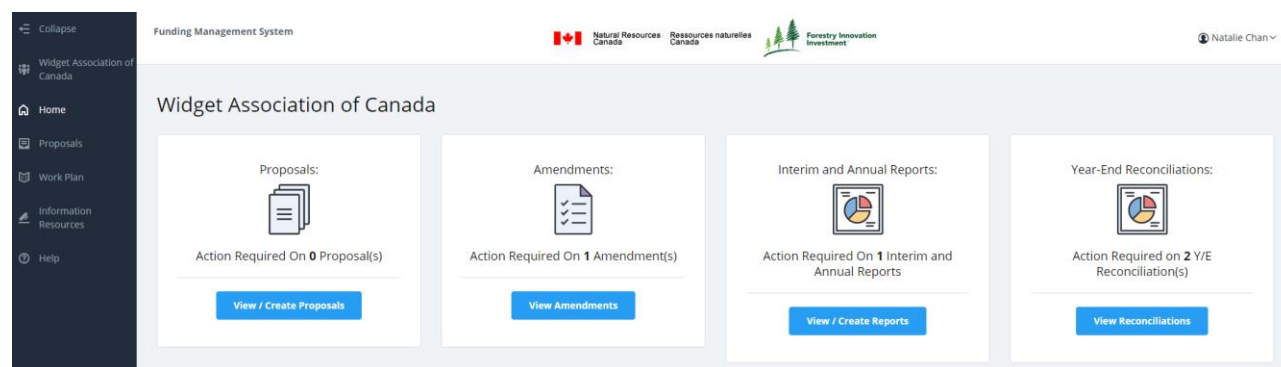 Collapse
Widget Association of
Canada
Home
Proposals
Work Plan
Information
Resources
Help
Funding Management System
Natural Resources
Canada
Ressources naturelles
Canada
Forestry Innovation
Investment
Natalie Chan
Widget Association of Canada
Proposals:
Action Required On 0 Proposal(s)
View / Create Proposals
Amendments:
Action Required On 1 Amendment(s)
View Amendments
Interim and Annual Reports:
Action Required On 1 Interim and
Annual Reports
View / Create Reports
Year-End Reconciliations:
Action Required on 2 Y/E
Reconciliation(s)
View Reconciliations